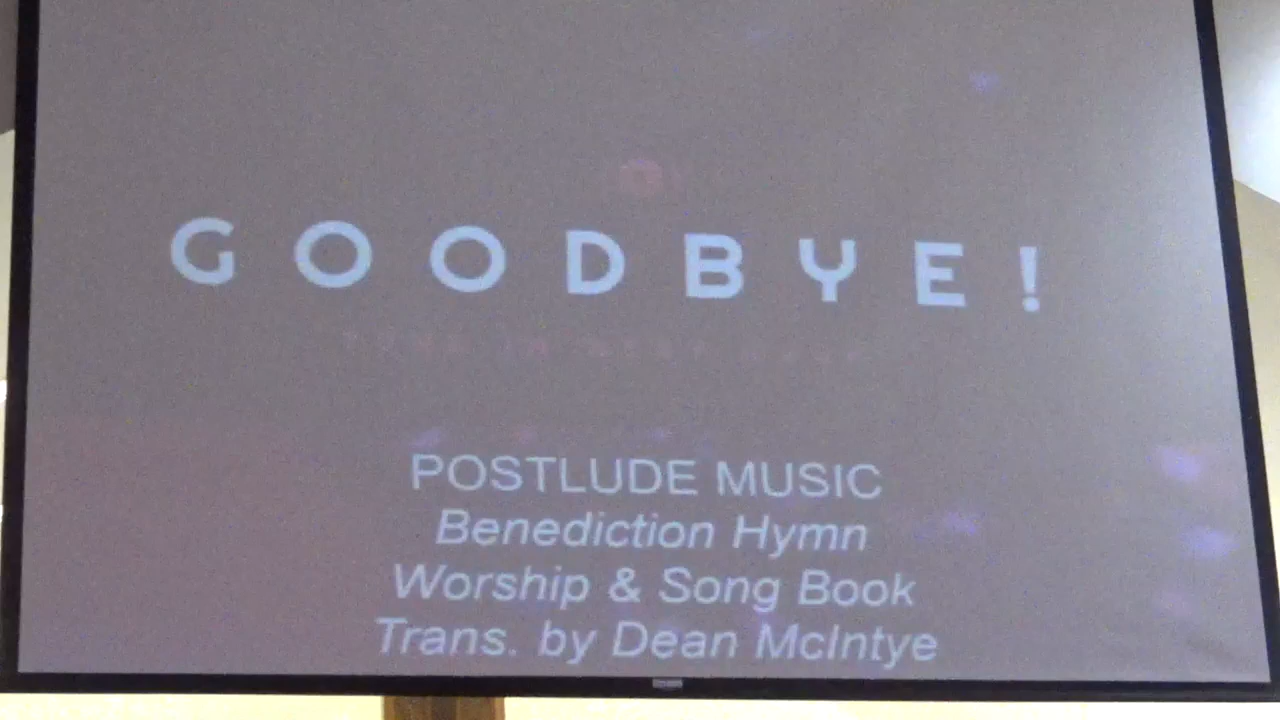 GOODBYE!
POSTLUDE MUSIC
Benediction Hymn
Worship & Song Book
Trans. by Dean McIntye